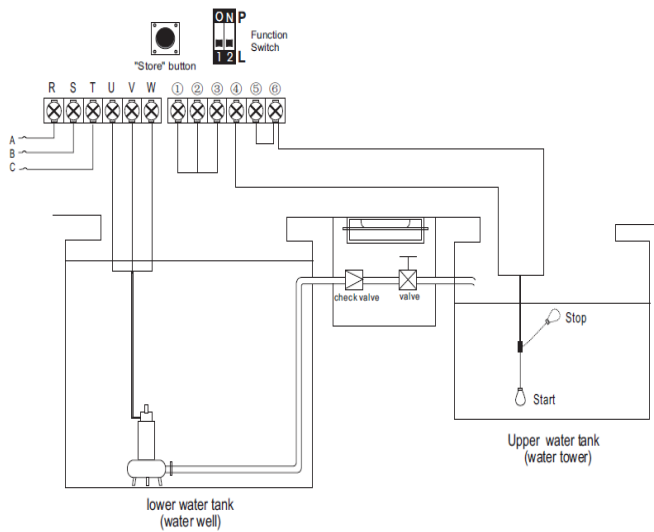 ON P
1 2 L
Function
Switch
"Store" button
R S T U V W ① ② ③ ④ ⑤ ⑥
A
B
C
check valve
valve
Stop
Start
Upper water tank
(water tower)
lower water tank
(water well)